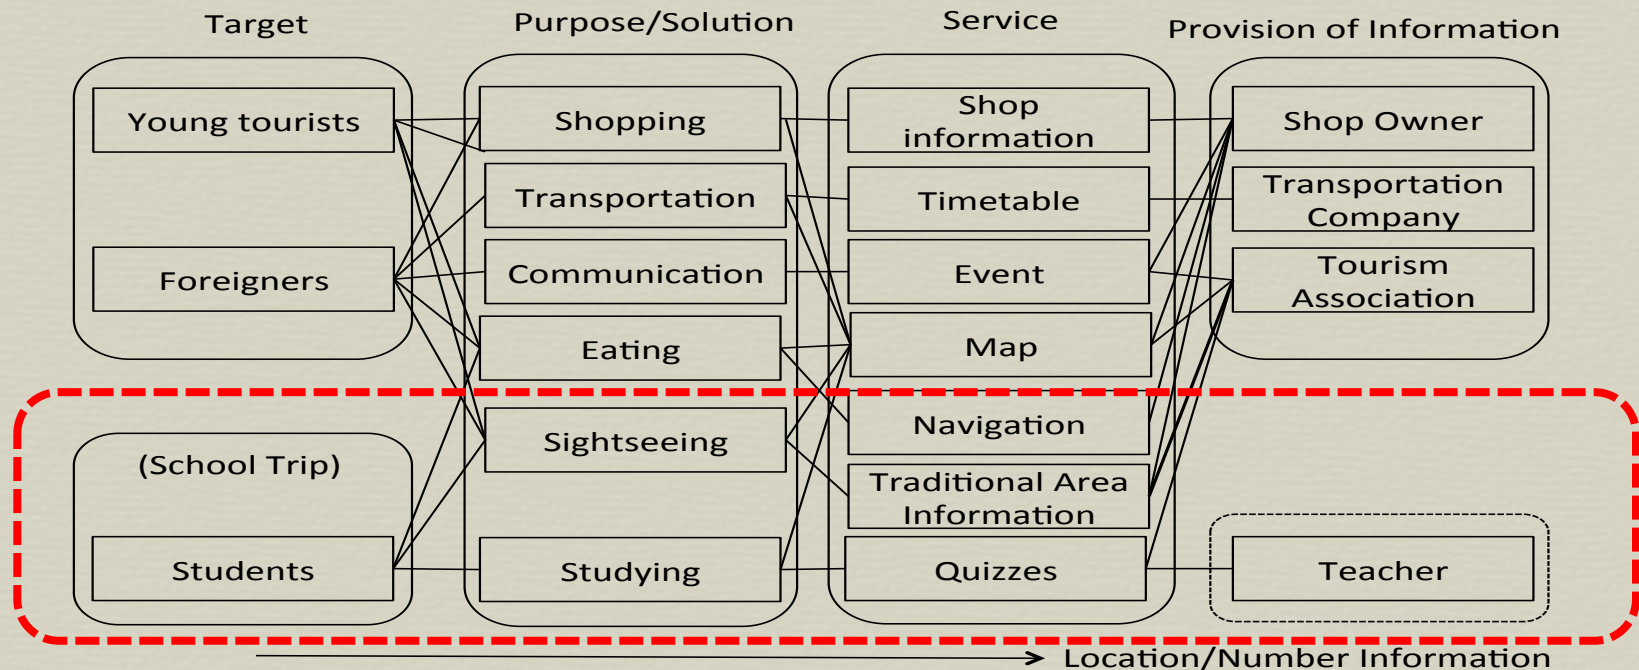 Target
Purpose/Solution
Service
Provision of Information
Young tourists
Foreigners
(School Trip)
Students
Shopping
Transportation
Communication
Eating
Sightseeing
Studying
Shop
information
Timetable
Event
Map
Navigation
Traditional Area
Information
Quizzes
Shop Owner
Transportation
Company
Tourism
Association
Teacher
Location/Number Information